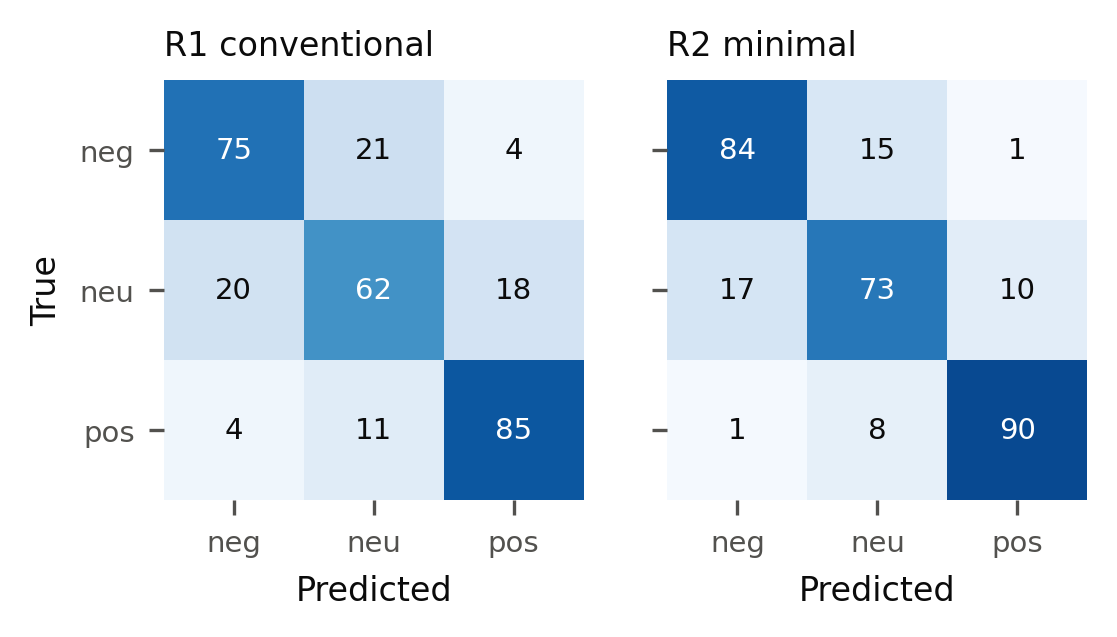 R1 conventional
R2 minimal
neg 75 21 4 84 15 1
True
neu 20 62 18 17 73 10
pos 4 11 85 1 8 90
neg neu pos neg neu pos
Predicted Predicted